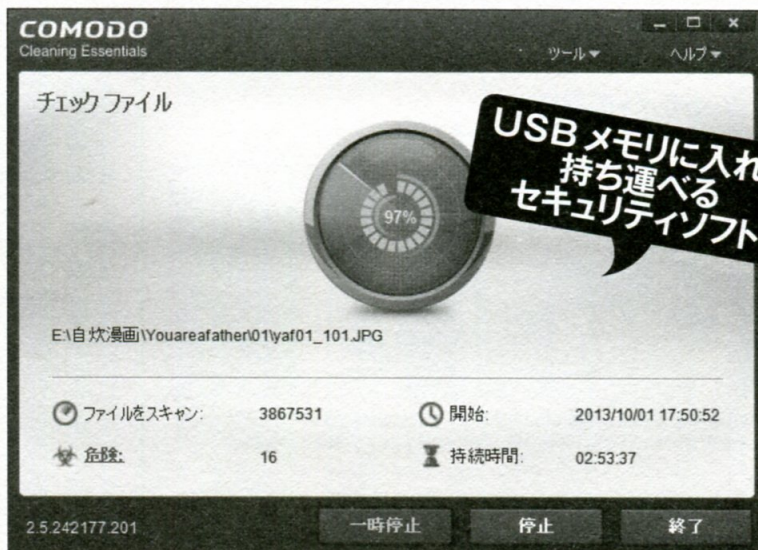 COMODO
Cleaning Essentials
ツール
ヘルプ
チェック ファイル
USBメモリに入れ
持ち運べる
セキュリティソフト
97%
E:\自炊漫画\Youareafather\01\yaf01_101.JPG
ファイルをスキャン: 3867531
開始: 2013/10/01 17:50:52
危険: 16
持続時間: 02:53:37
2.5.242177.201
一時停止
停止
終了